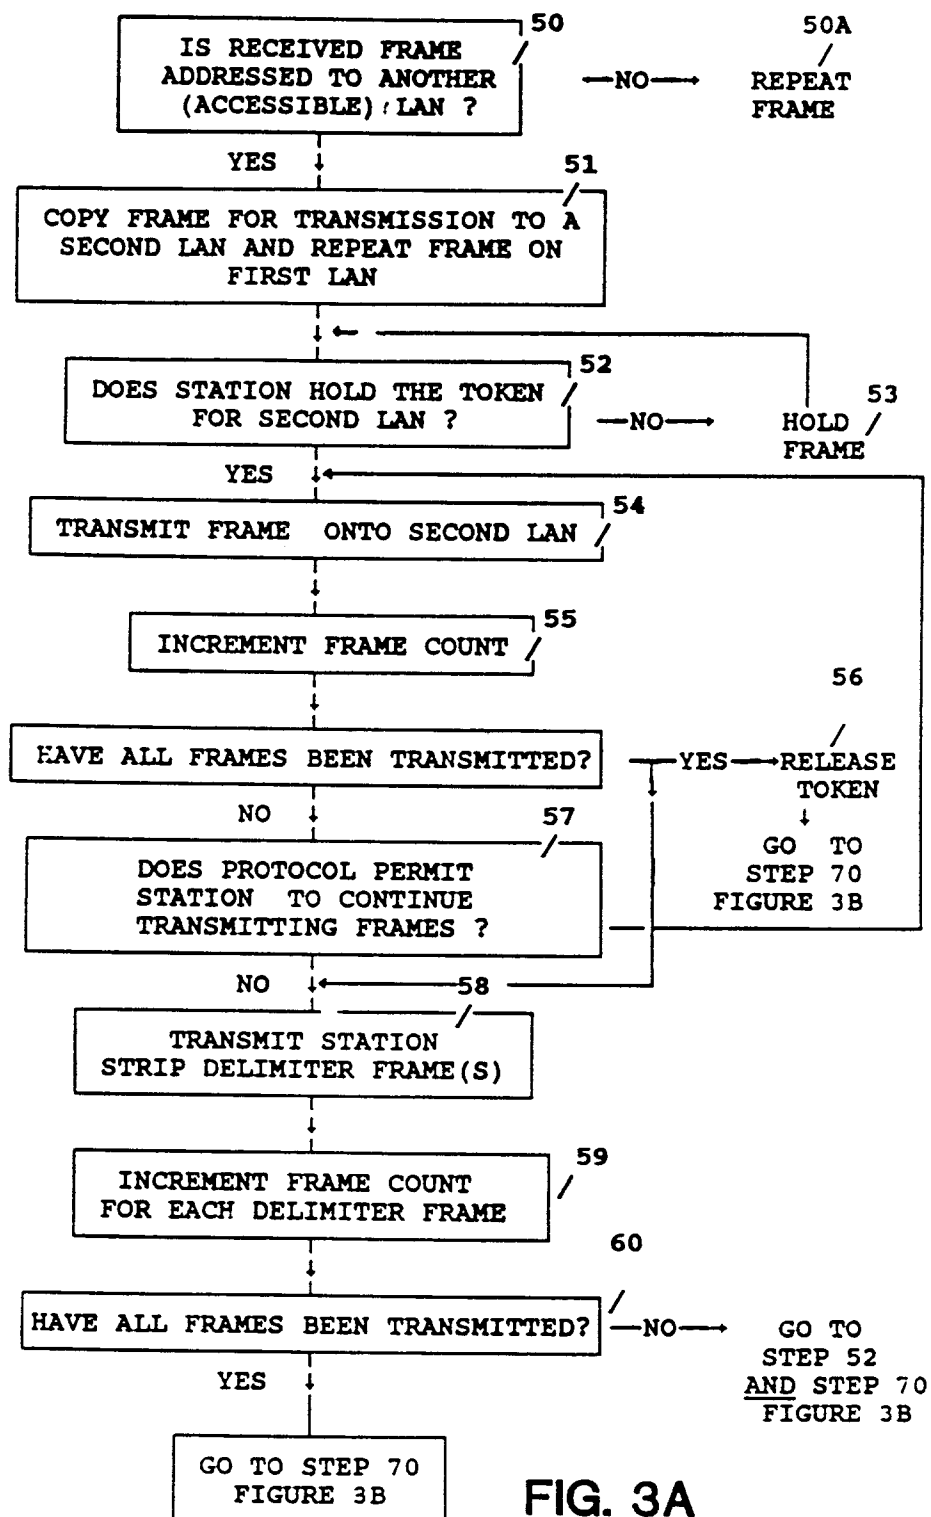 50
50A
IS RECEIVED FRAME
ADDRESSED TO ANOTHER
(ACCESSIBLE) LAN ?
NO
REPEAT
FRAME
YES
51
COPY FRAME FOR TRANSMISSION TO A
SECOND LAN AND REPEAT FRAME ON
FIRST LAN
52
DOES STATION HOLD THE TOKEN
FOR SECOND LAN ?
NO
53
HOLD
FRAME
YES
54
TRANSMIT FRAME ONTO SECOND LAN
55
INCREMENT FRAME COUNT
56
HAVE ALL FRAMES BEEN TRANSMITTED?
YES
RELEASE
TOKEN
GO TO
STEP 70
FIGURE 3B
NO
57
DOES PROTOCOL PERMIT
STATION TO CONTINUE
TRANSMITTING FRAMES ?
NO
58
TRANSMIT STATION
STRIP DELIMITER FRAME(S)
59
INCREMENT FRAME COUNT
FOR EACH DELIMITER FRAME
60
HAVE ALL FRAMES BEEN TRANSMITTED?
NO
GO TO
STEP 52
AND STEP 70
FIGURE 3B
YES
GO TO STEP 70
FIGURE 3B
FIG. 3A